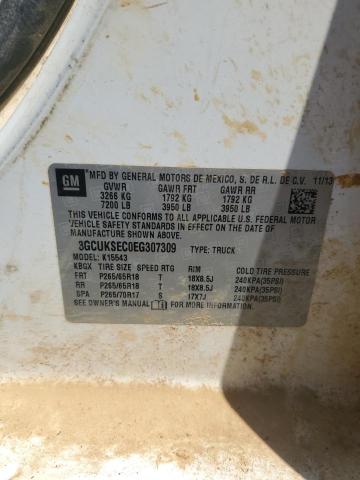 GM
MFD BY GENERAL MOTORS DE MEXICO, S. DE R.L. DE C.V. 11/13
GVWR GAWR FRT GAWR RR
3266 KG 1792 KG 1792 KG
7200 LB 3950 LB 3950 LB
THIS VEHICLE CONFORMS TO ALL APPLICABLE U.S. FEDERAL MOTOR
VEHICLE SAFETY STANDARDS IN EFFECT ON THE DATE OF
MANUFACTURE SHOWN ABOVE.
3GCUKSEC0EG307309 TYPE: TRUCK
MODEL: K15543
KBGX TIRE SIZE SPEED RTG RIM COLD TIRE PRESSURE
FRT P265/65R18 T 18X8.5J 240KPA(35PSI)
RR P265/65R18 T 18X8.5J 240KPA(35PSI)
SPA P265/70R17 S 17X7J 240KPA(35PSI)
SEE OWNER'S MANUAL FOR ADDITIONAL INFORMATION.